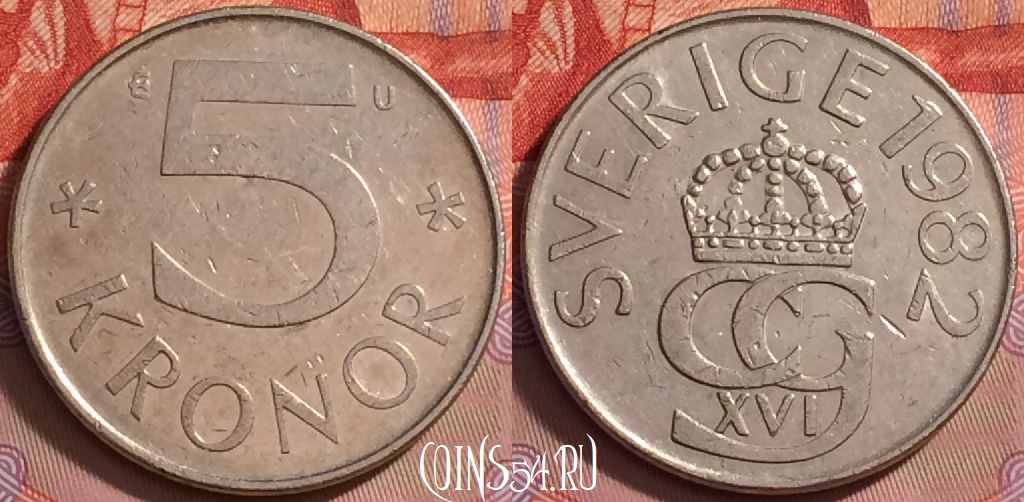 5
U
* *
KRONOR
SVERIGE 1982
CG
XVI
COINS54.RU